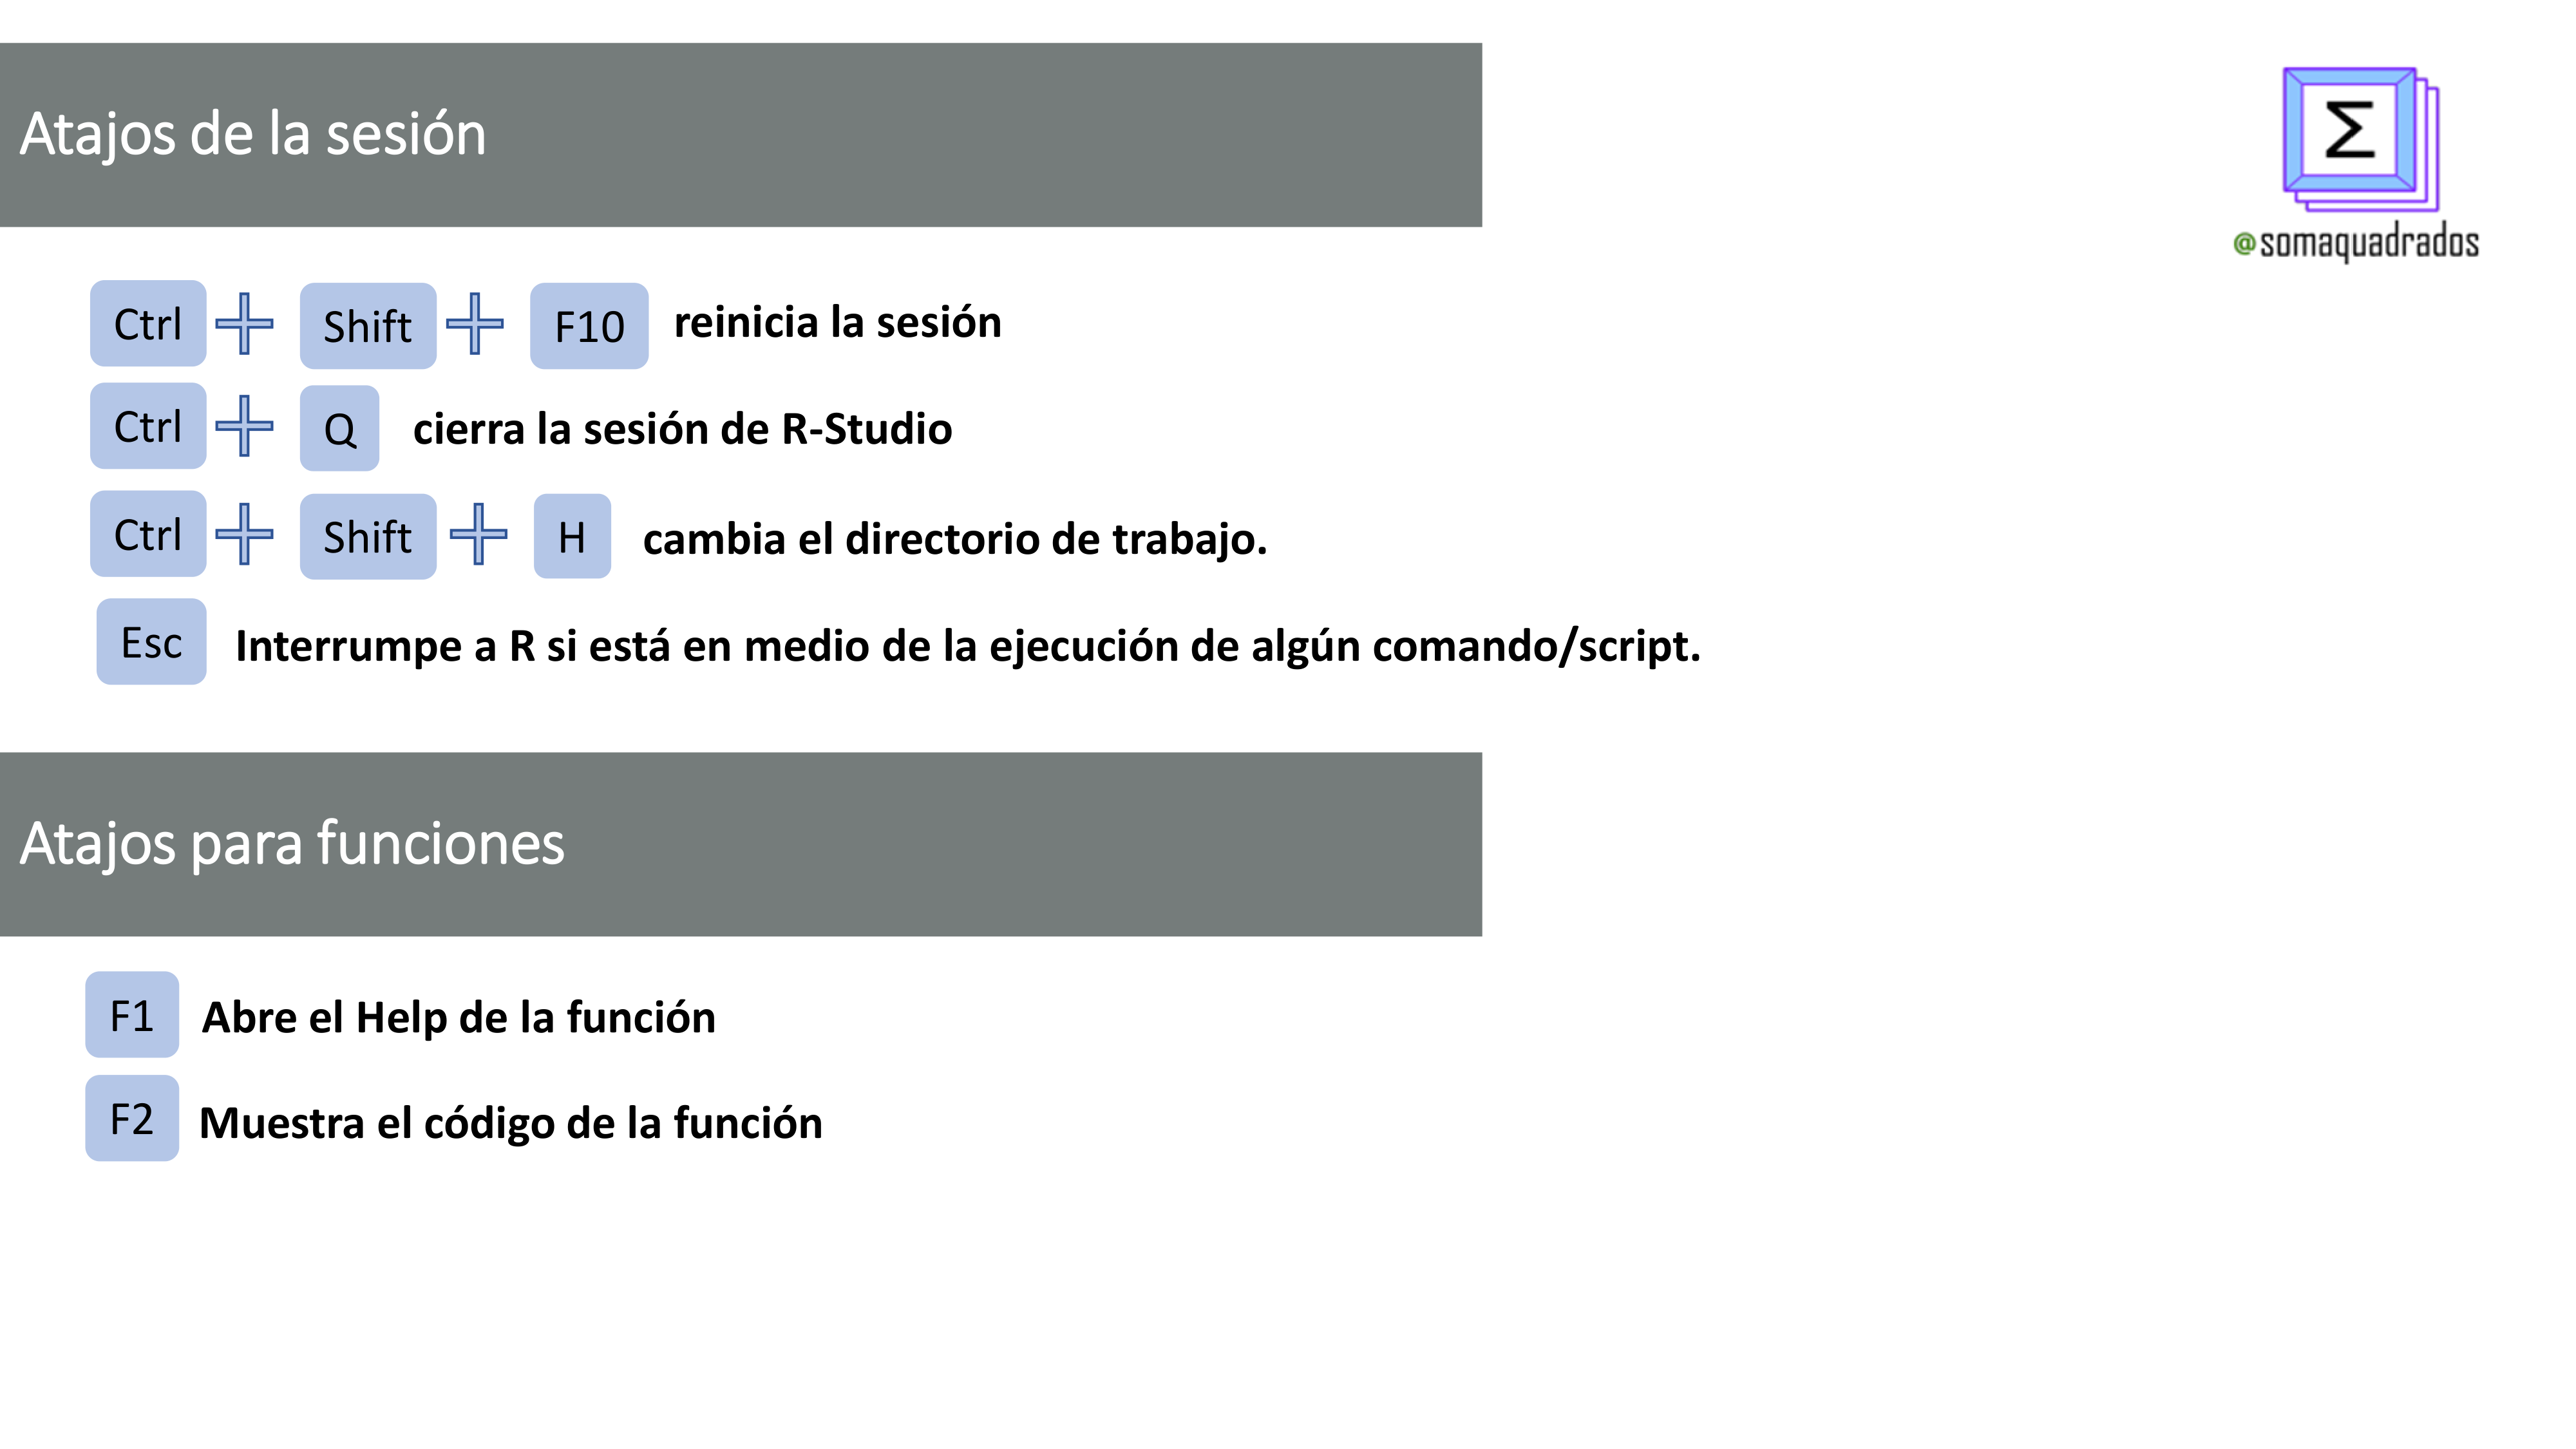 Atajos de la sesión
Σ
@somaquadrados
Ctrl + Shift + F10 reinicia la sesión
Ctrl + Q cierra la sesión de R-Studio
Ctrl + Shift + H cambia el directorio de trabajo.
Esc Interrumpe a R si está en medio de la ejecución de algún comando/script.
Atajos para funciones
F1 Abre el Help de la función
F2 Muestra el código de la función